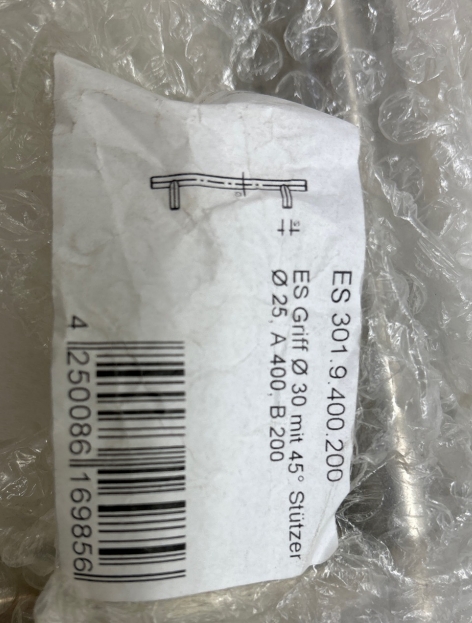 ES 301.9.400.200
ES Griff Ø 30 mit 45° Stützer
Ø 25, A 400, B 200
4 250086 169856